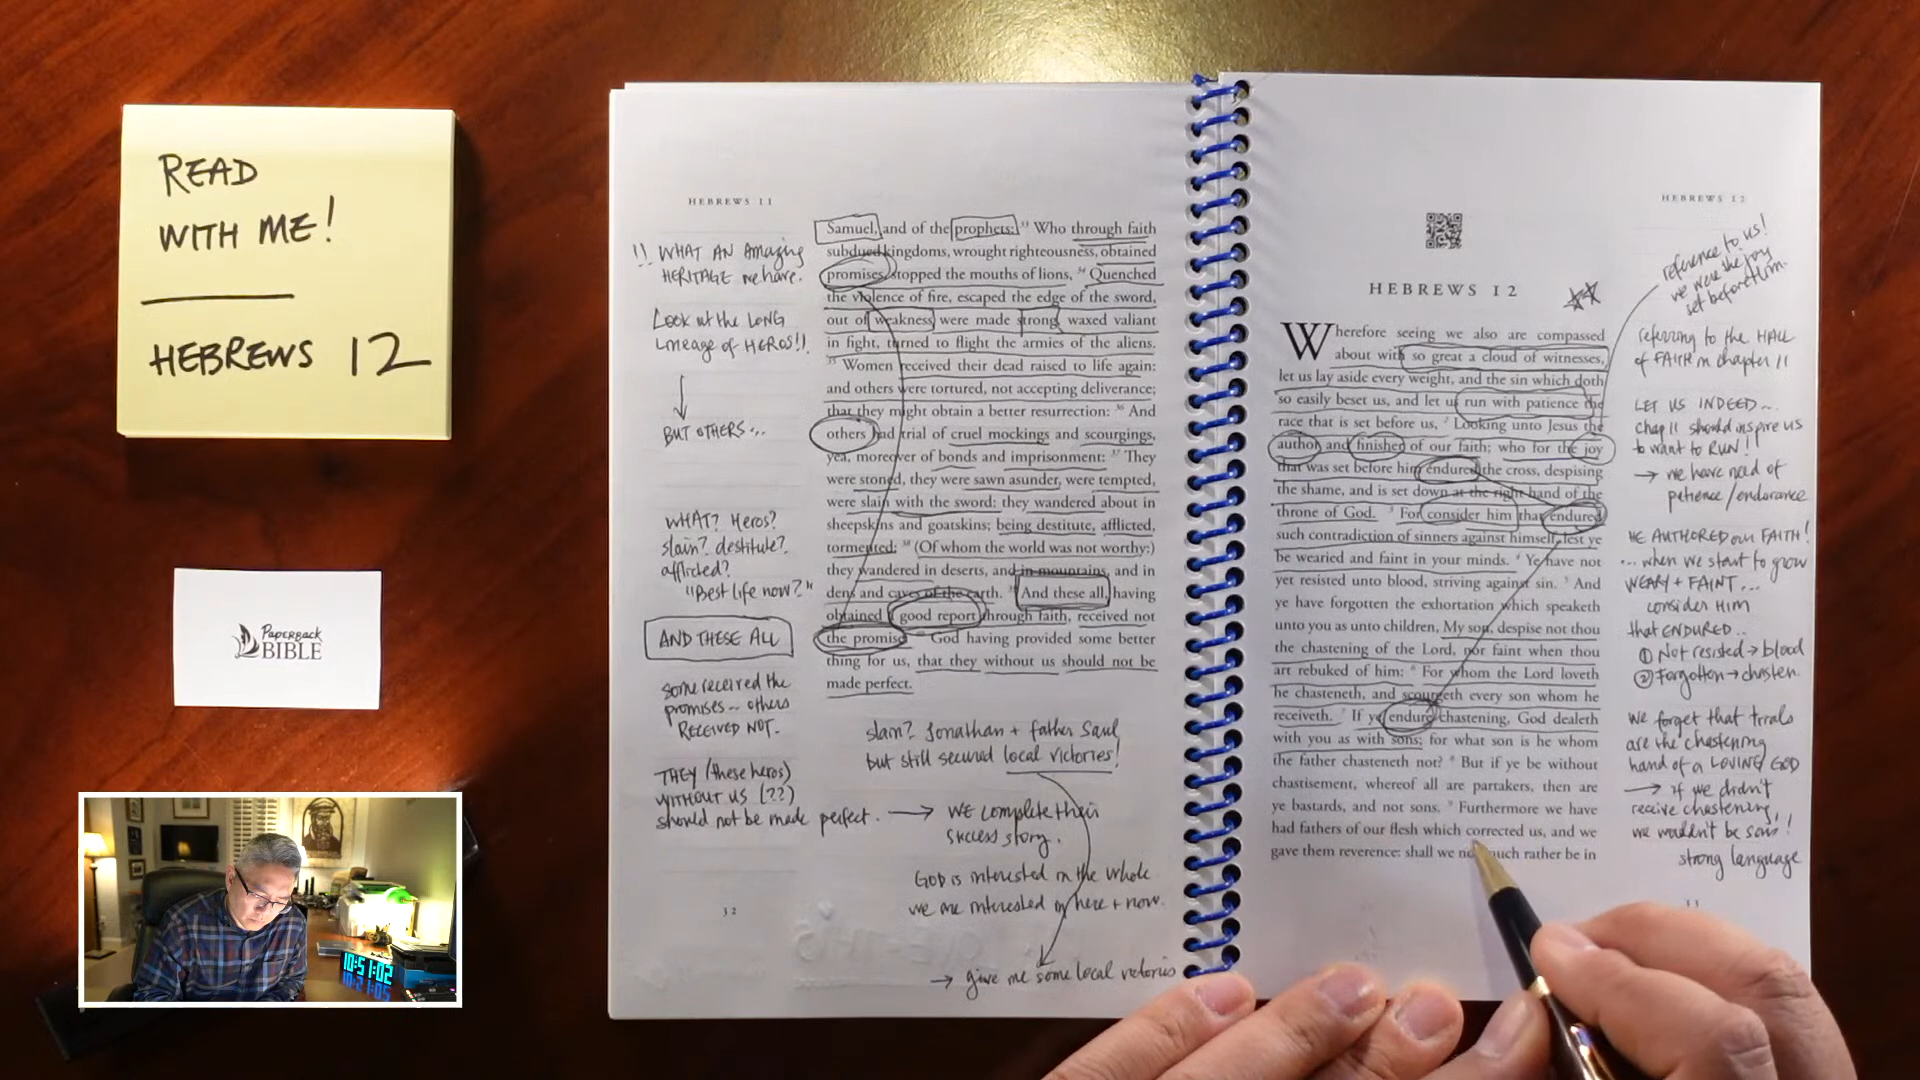 READ
WITH ME!
HEBREWS 12
Paperback
BIBLE
10:51:02
HEBREWS 11
!! WHAT AN Amazing
HERITAGE we have.
Look at the LONG
Lineage of HEROS!!
BUT OTHERS...
WHAT? Heros?
slain? destitute?
afflicted?
"Best life now?"
AND THESE ALL
some received the
promises... others
RECEIVED NOT.
THEY (these heros)
WITHOUT US (??)
should not be made perfect. → WE complete their
success story.
Samuel, and of the prophets: 33 Who through faith
subdued kingdoms, wrought righteousness, obtained
promises, stopped the mouths of lions, 34 Quenched
the violence of fire, escaped the edge of the sword,
out of weakness were made strong, waxed valiant
in fight, turned to flight the armies of the aliens.
35 Women received their dead raised to life again:
and others were tortured, not accepting deliverance;
that they might obtain a better resurrection: 36 And
others had trial of cruel mockings and scourgings,
yea, moreover of bonds and imprisonment: 37 They
were stoned, they were sawn asunder, were tempted,
were slain with the sword: they wandered about in
sheepskins and goatskins; being destitute, afflicted,
tormented; 38 (Of whom the world was not worthy:)
they wandered in deserts, and in mountains, and in
dens and caves of the earth. 39 And these all, having
obtained a good report through faith, received not
the promise: 40 God having provided some better
thing for us, that they without us should not be
made perfect.
slain? Jonathan + father Saul
but still secured local victories!
GOD is interested in the whole
we are interested in here + now.
→ give me some local victories
32
HEBREWS 12
HEBREWS 12
Wherefore seeing we also are compassed
about with so great a cloud of witnesses,
let us lay aside every weight, and the sin which doth
so easily beset us, and let us run with patience the
race that is set before us, 2 Looking unto Jesus the
author and finisher of our faith; who for the joy
that was set before him endured the cross, despising
the shame, and is set down at the right hand of the
throne of God. 3 For consider him that endured
such contradiction of sinners against himself, lest ye
be wearied and faint in your minds. 4 Ye have not
yet resisted unto blood, striving against sin. 5 And
ye have forgotten the exhortation which speaketh
unto you as unto children, My son, despise not thou
the chastening of the Lord, nor faint when thou
art rebuked of him: 6 For whom the Lord loveth
he chasteneth, and scourgeth every son whom he
receiveth. 7 If ye endure chastening, God dealeth
with you as with sons; for what son is he whom
the father chasteneth not? 8 But if ye be without
chastisement, whereof all are partakers, then are
ye bastards, and not sons. 9 Furthermore we have
had fathers of our flesh which corrected us, and we
gave them reverence: shall we not much rather be in
reference to us!
we were the joy
set before Him.
referring to the HALL
of FAITH in chapter 11
LET US INDEED...
chap 11 should inspire us
to want to RUN!!
→ we have need of
patience/endurance
HE AUTHORED our FAITH!
... when we start to grow
WEARY + FAINT...
consider HIM
that ENDURED...
① Not resisted → blood
② Forgotten → chasten.
We forget that trials
are the chastening
hand of a LOVING GOD
→ if we didn't
receive chastening,
we wouldn't be sons!!
strong language